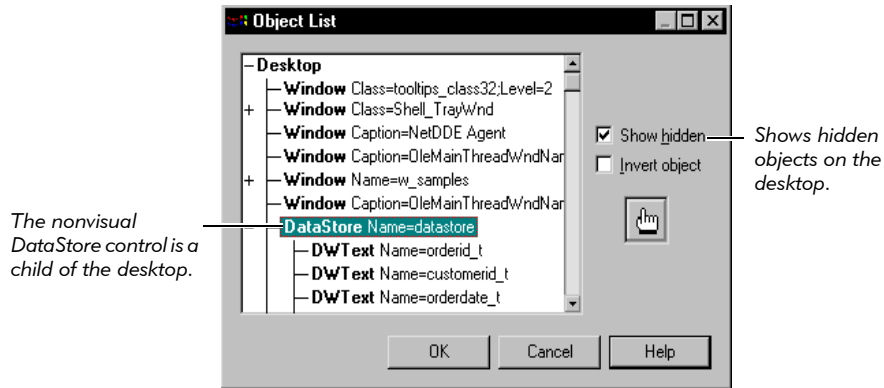 Object List
Desktop
Window Class=tooltips_class32;Level=2
Window Class=Shell_TrayWnd
Window Caption=NetDDE Agent
Window Caption=OleMainThreadWndNar
Window Name=w_samples
Window Caption=OleMainThreadWndNar
DataStore Name=datastore
DWText Name=orderid_t
DWText Name=customerid_t
DWText Name=orderdate_t
Show hidden
Invert object
OK
Cancel
Help
The nonvisual
DataStore control is a
child of the desktop.
Shows hidden
objects on the
desktop.